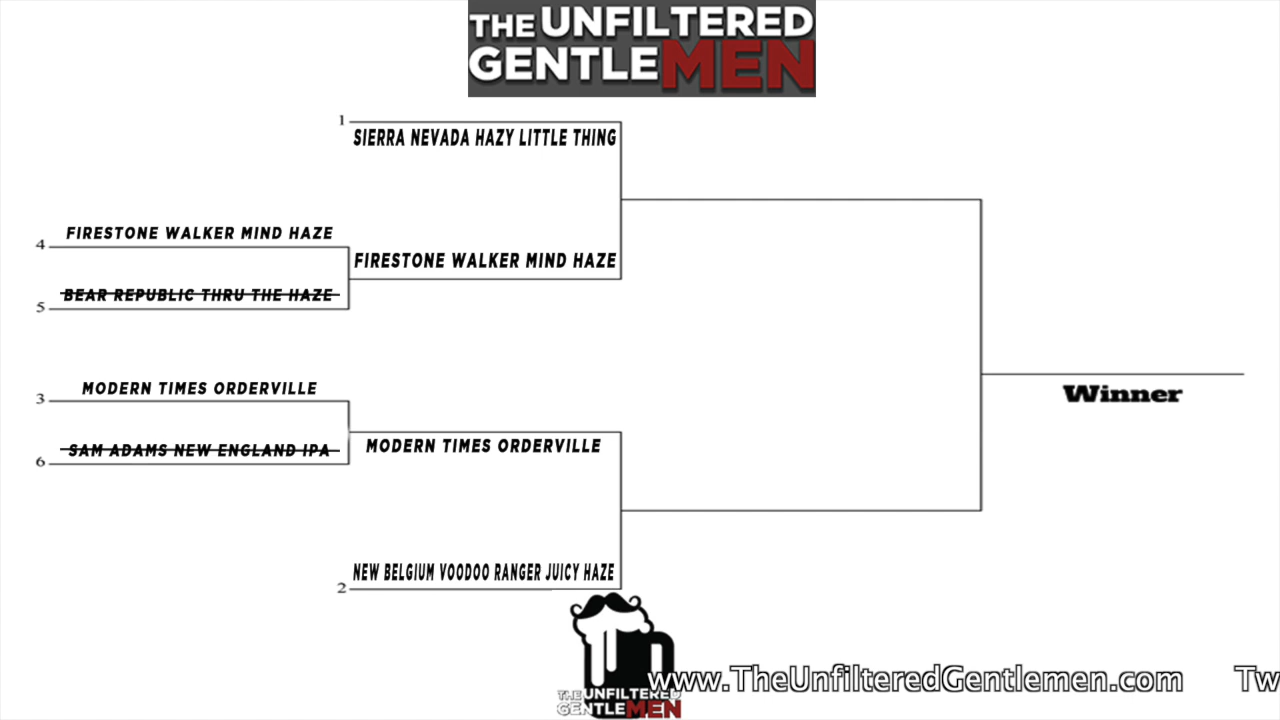 THE UNFILTERED
GENTLEMEN
1
SIERRA NEVADA HAZY LITTLE THING
FIRESTONE WALKER MIND HAZE
4
FIRESTONE WALKER MIND HAZE
BEAR REPUBLIC THRU THE HAZE
5
MODERN TIMES ORDERVILLE
3
Winner
SAM ADAMS NEW ENGLAND IPA
MODERN TIMES ORDERVILLE
6
NEW BELGIUM VOODOO RANGER JUICY HAZE
2
www.TheUnfilteredGentlemen.com Tw
THE UNFILTERED
GENTLEMEN